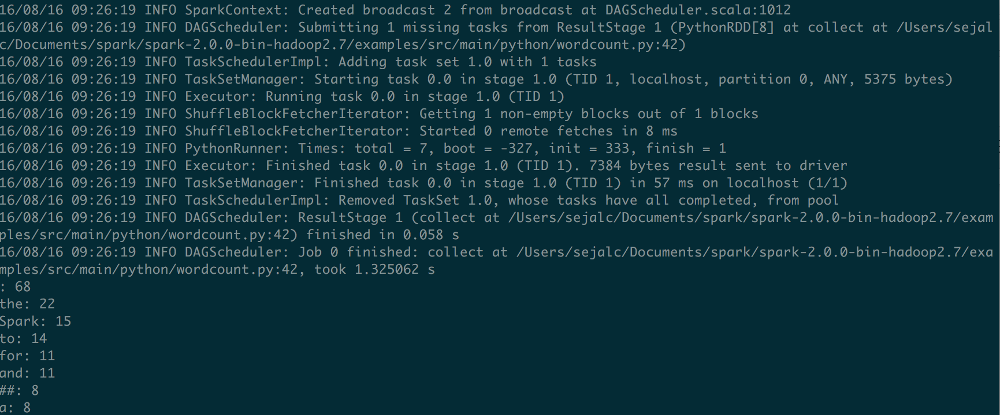 16/08/16 09:26:19 INFO SparkContext: Created broadcast 2 from broadcast at DAGScheduler.scala:1012
16/08/16 09:26:19 INFO DAGScheduler: Submitting 1 missing tasks from ResultStage 1 (PythonRDD[8] at collect at /Users/sejal
c/Documents/spark/spark-2.0.0-bin-hadoop2.7/examples/src/main/python/wordcount.py:42)
16/08/16 09:26:19 INFO TaskSchedulerImpl: Adding task set 1.0 with 1 tasks
16/08/16 09:26:19 INFO TaskSetManager: Starting task 0.0 in stage 1.0 (TID 1, localhost, partition 0, ANY, 5375 bytes)
16/08/16 09:26:19 INFO Executor: Running task 0.0 in stage 1.0 (TID 1)
16/08/16 09:26:19 INFO ShuffleBlockFetcherIterator: Getting 1 non-empty blocks out of 1 blocks
16/08/16 09:26:19 INFO ShuffleBlockFetcherIterator: Started 0 remote fetches in 8 ms
16/08/16 09:26:19 INFO PythonRunner: Times: total = 7, boot = -327, init = 333, finish = 1
16/08/16 09:26:19 INFO Executor: Finished task 0.0 in stage 1.0 (TID 1). 7384 bytes result sent to driver
16/08/16 09:26:19 INFO TaskSetManager: Finished task 0.0 in stage 1.0 (TID 1) in 57 ms on localhost (1/1)
16/08/16 09:26:19 INFO TaskSchedulerImpl: Removed TaskSet 1.0, whose tasks have all completed, from pool
16/08/16 09:26:19 INFO DAGScheduler: ResultStage 1 (collect at /Users/sejalc/Documents/spark/spark-2.0.0-bin-hadoop2.7/exam
ples/src/main/python/wordcount.py:42) finished in 0.058 s
16/08/16 09:26:19 INFO DAGScheduler: Job 0 finished: collect at /Users/sejalc/Documents/spark/spark-2.0.0-bin-hadoop2.7/exa
mples/src/main/python/wordcount.py:42, took 1.325062 s
: 68
the: 22
Spark: 15
to: 14
for: 11
and: 11
##: 8
a: 8